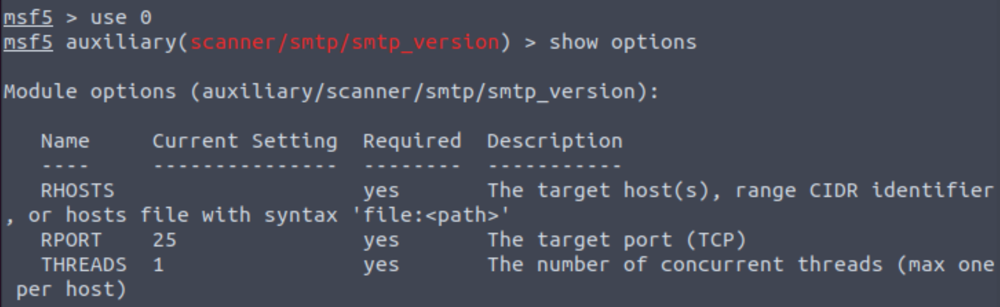 msf5 > use 0
msf5 auxiliary(scanner/smtp/smtp_version) > show options
Module options (auxiliary/scanner/smtp/smtp_version):
   Name     Current Setting  Required  Description
   ----     ---------------  --------  -----------
   RHOSTS                    yes       The target host(s), range CIDR identifier
, or hosts file with syntax 'file:<path>'
   RPORT    25               yes       The target port (TCP)
   THREADS  1                yes       The number of concurrent threads (max one
 per host)